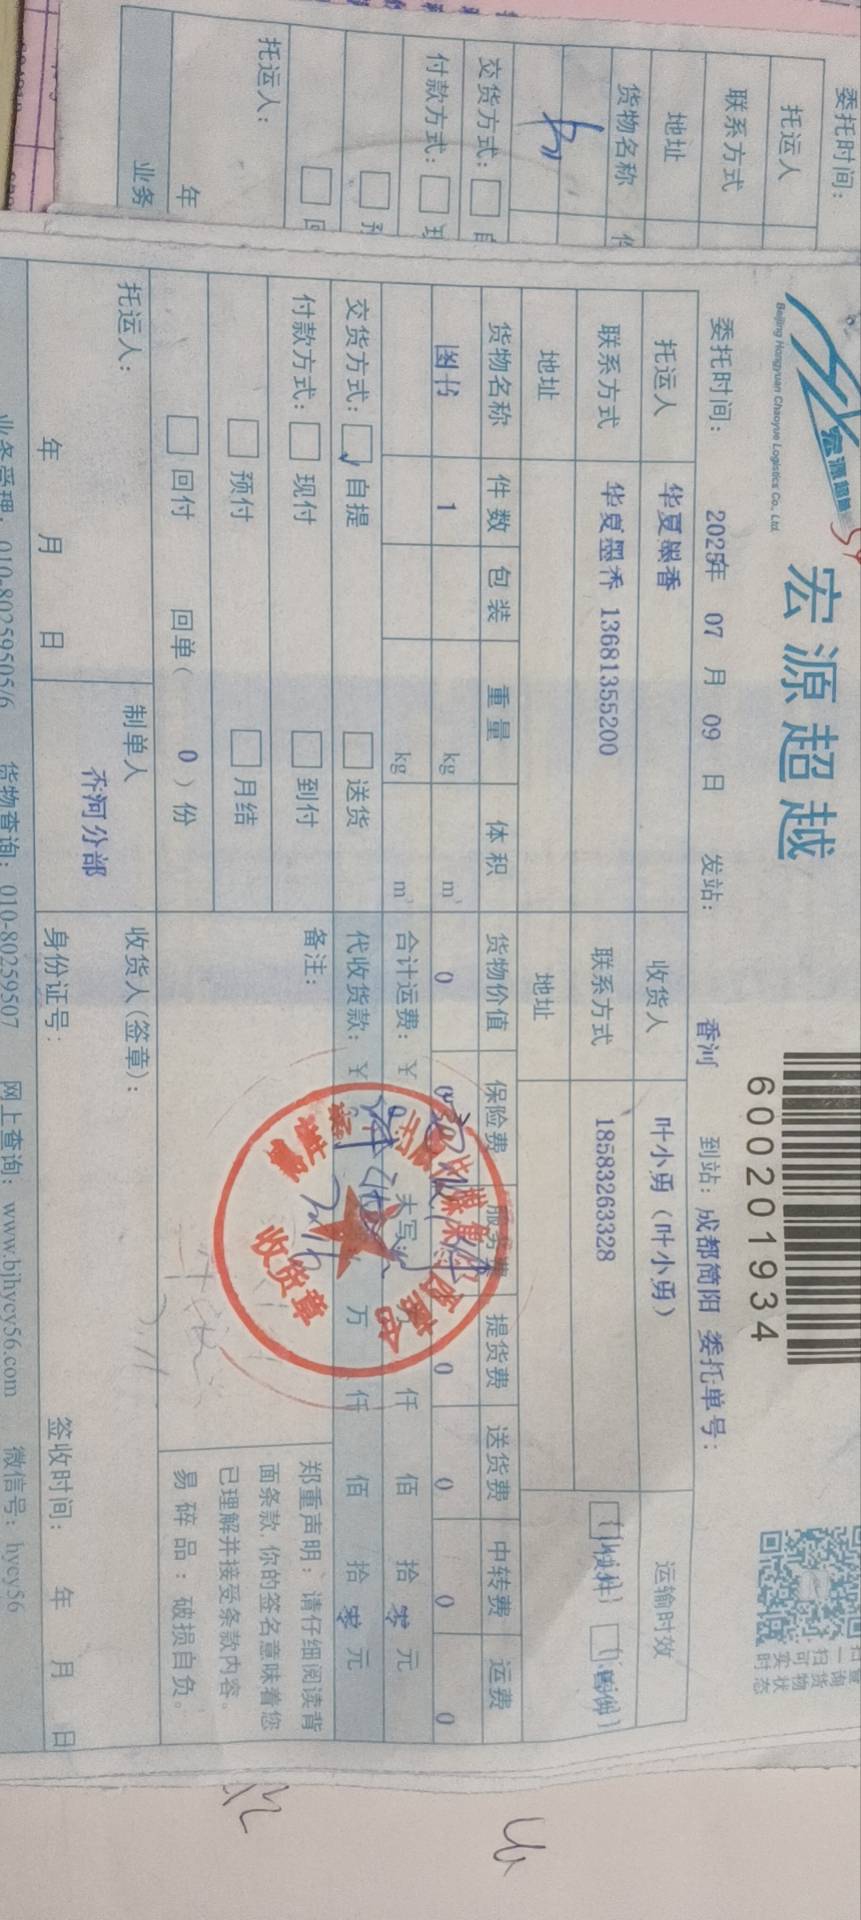 委托时间：
托运人
联系方式
地址
货物名称
交货方式：
付款方式：
托运人：
年
业务
宏源超越
Beijing Hongyuan Chaoyue Logistics Co., Ltd.
宏源超越
600201934
委托时间： 2025年 07 月 09 日 发站： 香河 到站：成都简阳 委托单号：
托运人 华夏墨香 收货人 叶小勇（叶小勇） 运输时效
联系方式 华夏墨香 13681355200 联系方式 18583263328
地址 地址
货物名称 件数 包装 重量 体积 货物价值 保险费 服务费 提货费 送货费 中转费 运费
图书 1 kg m³ 0 0 0 0 0 0
kg m³ 合计运费：￥ 大写 仟 佰 拾 零 元
交货方式： 自提 送货 代收货款：￥ 万 仟 佰 拾 零 元
付款方式： 现付 到付 备注：
预付 月结
回付 回单（ 0 ）份
郑重声明：请仔细阅读背
面条款，你的签名意味着您
已理解并接受条款内容。
易碎品：破损自负。
收货章
托运人： 制单人 收货人（签章）：
香河分部
年 月 日 身份证号： 签收时间： 年 月 日
业务受理：010-80259505/6 货物查询：010-80259507 网上查询：www.bjhycy56.com 微信号：hycy56